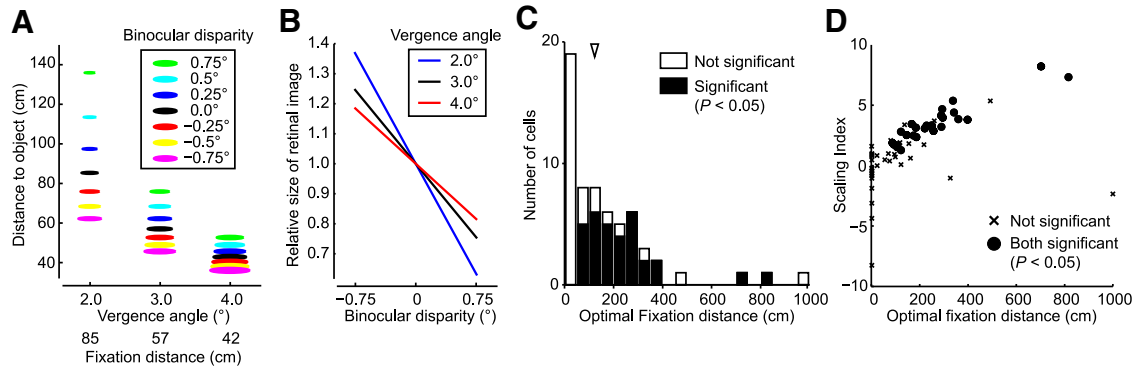 A
Binocular disparity
0.75°
0.5°
0.25°
0.0°
−0.25°
−0.5°
−0.75°
Distance to object (cm)
140
120
100
80
60
40
2.0 3.0 4.0
Vergence angle (°)
85 57 42
Fixation distance (cm)
B
Vergence angle
2.0°
3.0°
4.0°
Relative size of retinal image
1.4
1.3
1.2
1.1
1.0
0.9
0.8
0.7
−0.75 0 0.75
Binocular disparity (°)
C
Not significant
Significant
(P < 0.05)
Number of cells
20
10
0
0 200 400 600 800 1000
Optimal Fixation distance (cm)
D
Scaling Index
10
5
0
−5
−10
Not significant
Both significant
(P < 0.05)
0 200 400 600 800 1000
Optimal fixation distance (cm)